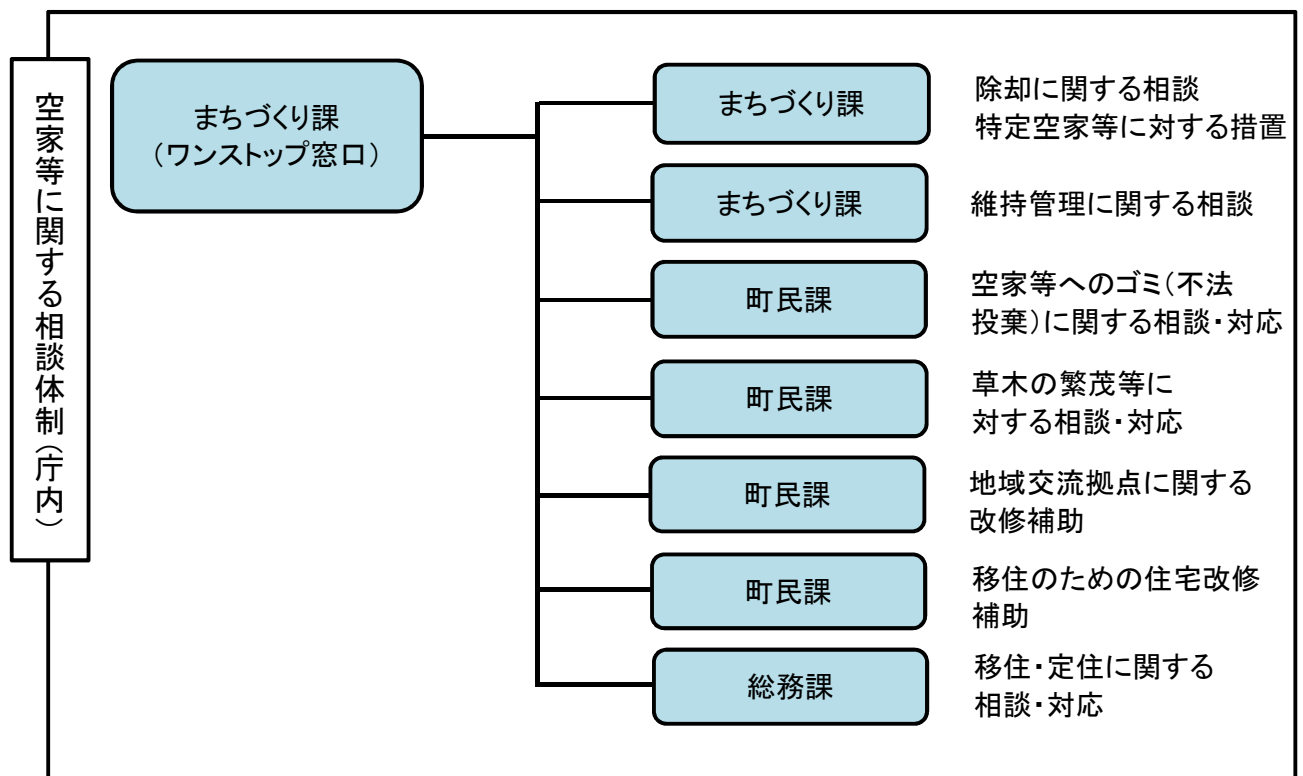 空家等に関する相談体制（庁内）
まちづくり課
（ワンストップ窓口）
まちづくり課
除却に関する相談
特定空家等に対する措置
まちづくり課
維持管理に関する相談
町民課
空家等へのゴミ（不法
投棄）に関する相談・対応
町民課
草木の繁茂等に
対する相談・対応
町民課
地域交流拠点に関する
改修補助
町民課
移住のための住宅改修
補助
総務課
移住・定住に関する
相談・対応